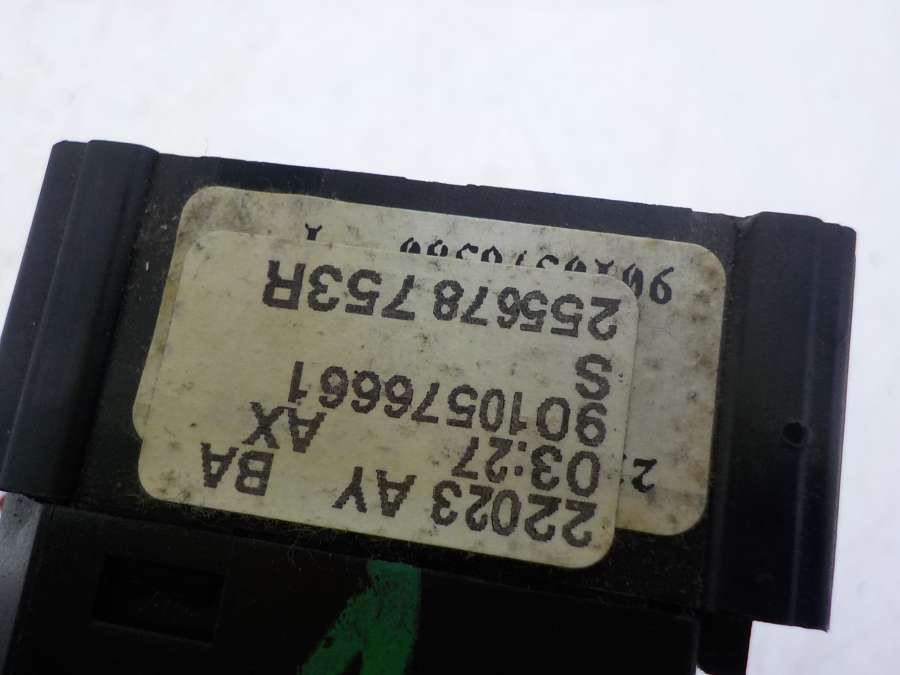 22023 AY BA
03:27 AX
9010576661
S
255678 753R